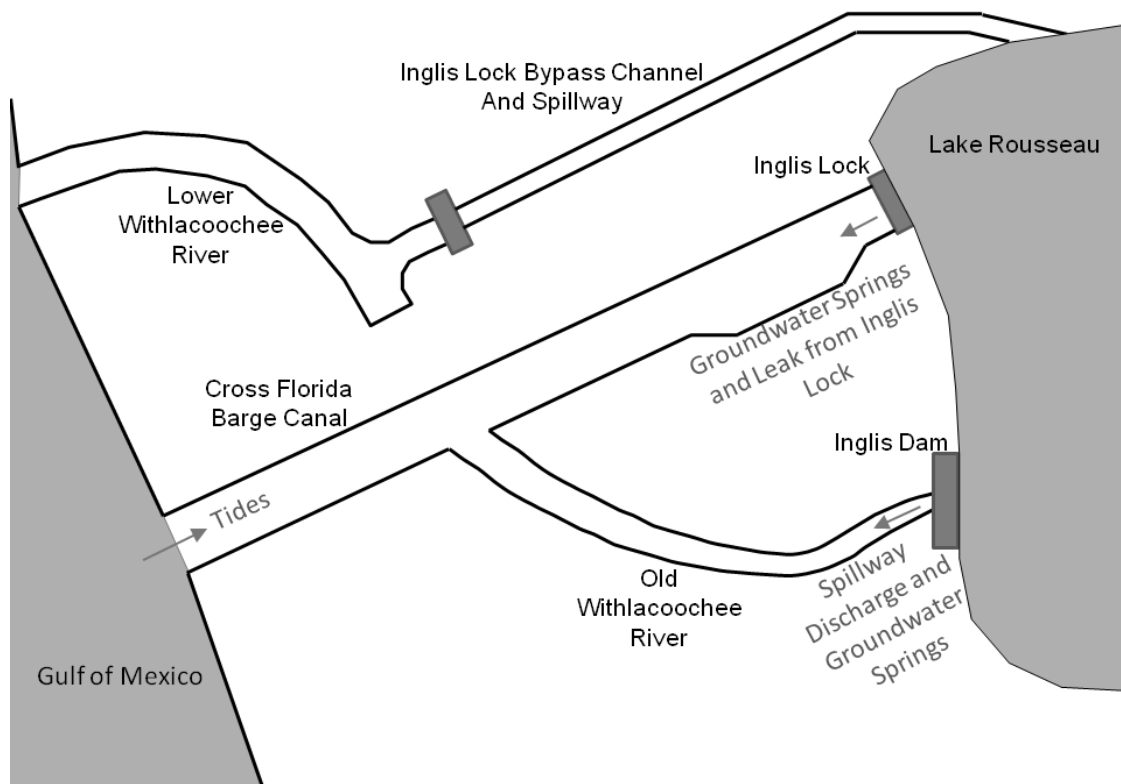 Inglis Lock Bypass Channel
And Spillway
Lake Rousseau
Inglis Lock
Lower
Withlacoochee
River
Groundwater Springs
and Leak from Inglis
Lock
Cross Florida
Barge Canal
Inglis Dam
Tides
Old
Withlacoochee
River
Spillway
Discharge and
Groundwater
Springs
Gulf of Mexico